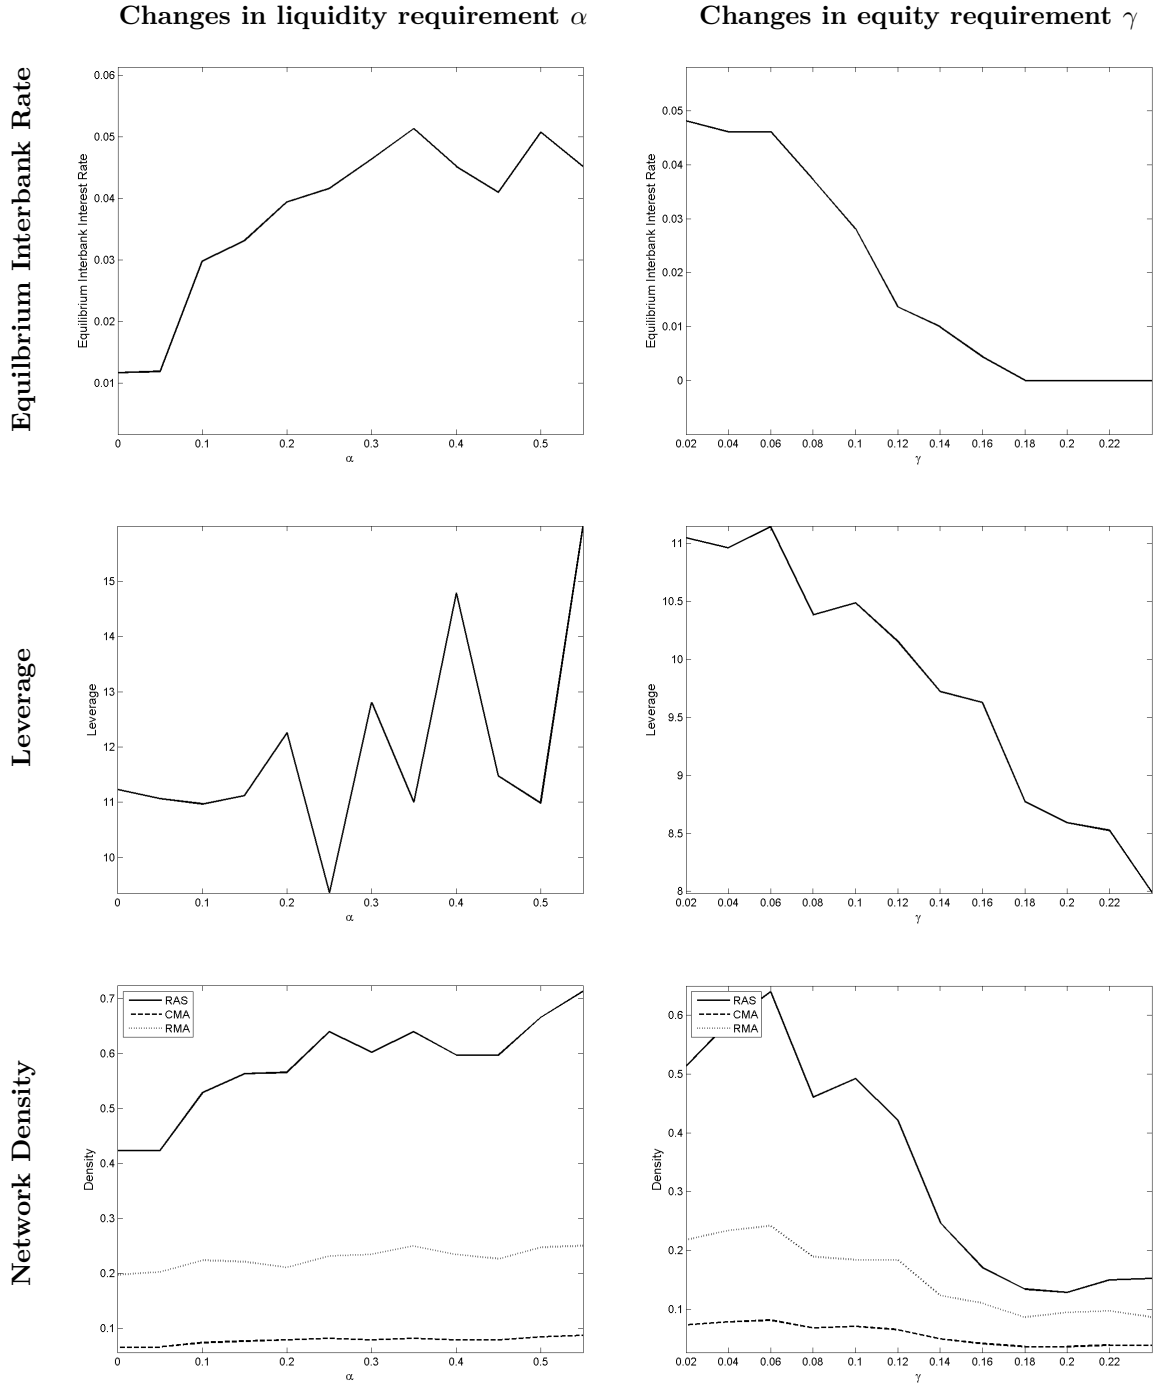 Changes in liquidity requirement α
Changes in equity requirement γ
Equilbrium Interbank Rate
Equilibrium Interbank Interest Rate
0.06
0.05
0.04
0.03
0.02
0.01
0 0.1 0.2 0.3 0.4 0.5
α
Equilibrium Interbank Interest Rate
0.05
0.04
0.03
0.02
0.01
0
0.02 0.04 0.06 0.08 0.1 0.12 0.14 0.16 0.18 0.2 0.22
γ
Leverage
Leverage
15
14
13
12
11
10
0 0.1 0.2 0.3 0.4 0.5
α
Leverage
11
10.5
10
9.5
9
8.5
8
0.02 0.04 0.06 0.08 0.1 0.12 0.14 0.16 0.18 0.2 0.22
γ
Network Density
Density
0.7
0.6
0.5
0.4
0.3
0.2
0.1
RAS
CMA
RMA
0 0.1 0.2 0.3 0.4 0.5
α
Density
0.6
0.5
0.4
0.3
0.2
0.1
RAS
CMA
RMA
0.02 0.04 0.06 0.08 0.1 0.12 0.14 0.16 0.18 0.2 0.22
γ